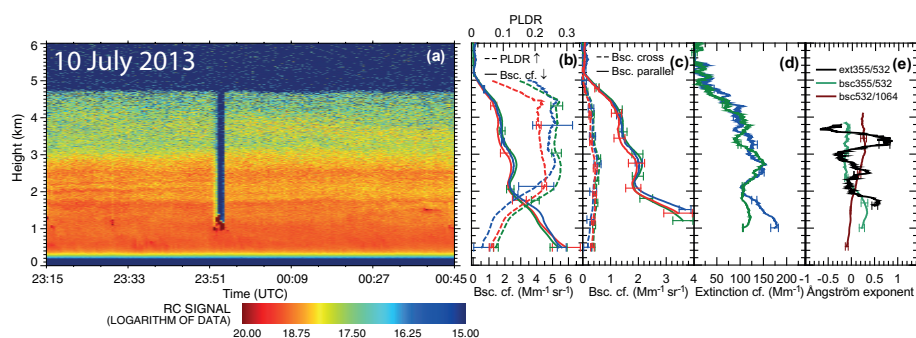 10 July 2013
(a)
Height (km)
6
5
4
3
2
1
0
23:15 23:33 23:51 00:09 00:27 00:45
Time (UTC)
RC SIGNAL
(LOGARITHM OF DATA)
20.00 18.75 17.50 16.25 15.00
PLDR
0 0.1 0.2 0.3
(b)
PLDR ↑
Bsc. cf. ↓
0 1 2 3 4 5 6
Bsc. cf. (Mm⁻¹ sr⁻¹)
(c)
Bsc. cross
Bsc. parallel
0 1 2 3 4
Bsc. cf. (Mm⁻¹ sr⁻¹)
(d)
0 50 100 150 200
Extinction cf. (Mm⁻¹)
(e)
ext355/532
bsc355/532
bsc532/1064
-1 -0.5 0 0.5 1
Ångström exponent